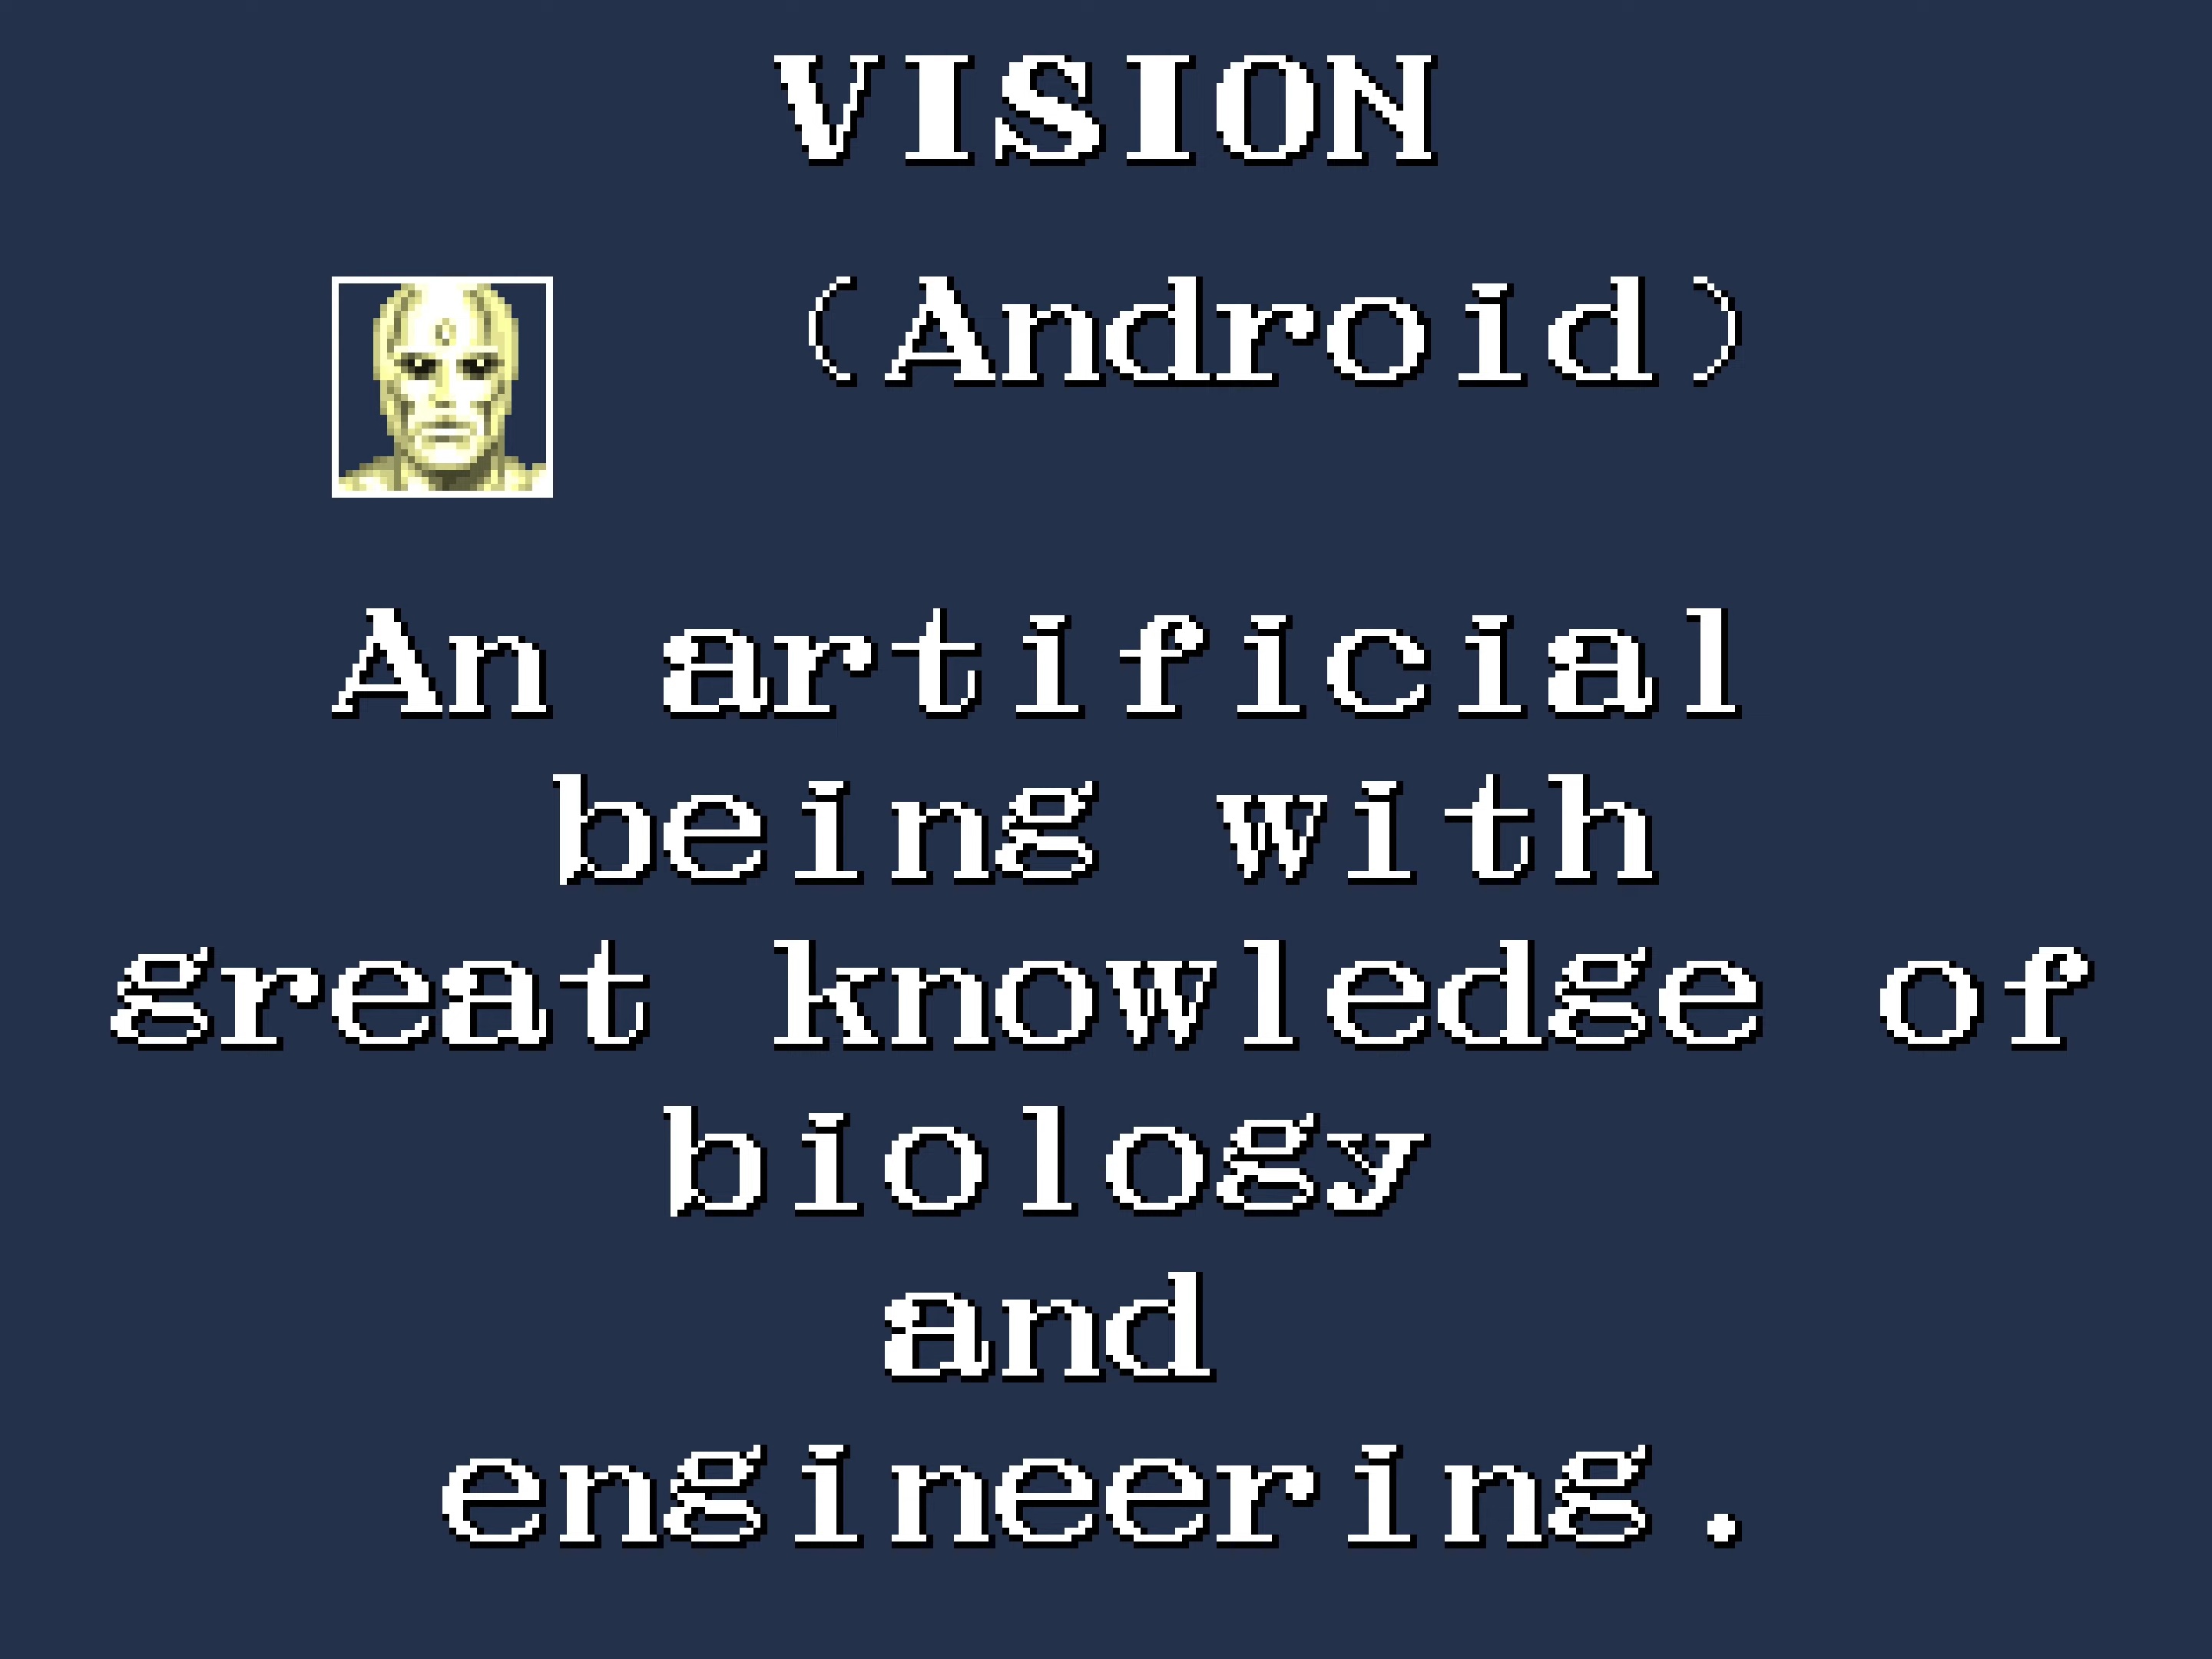 VISION
(Android)
An artificial
being with
great knowledge of
biology
and
engineering.